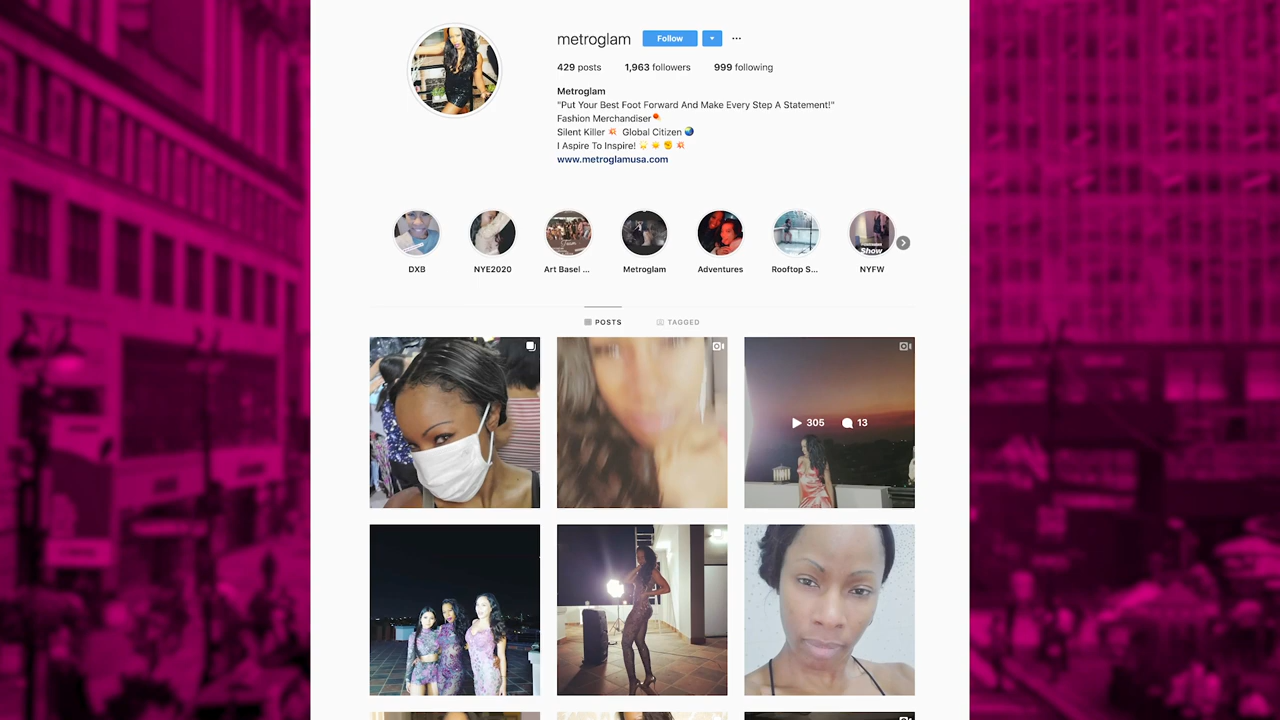 metroglam Follow
429 posts 1,963 followers 999 following
Metroglam
"Put Your Best Foot Forward And Make Every Step A Statement!"
Fashion Merchandiser
Silent Killer 💥 Global Citizen 🌏
I Aspire To Inspire!
www.metroglamusa.com
DXB NYE2020 Art Basel ... Metroglam Adventures Rooftop S... NYFW
Show
POSTS TAGGED
305 13